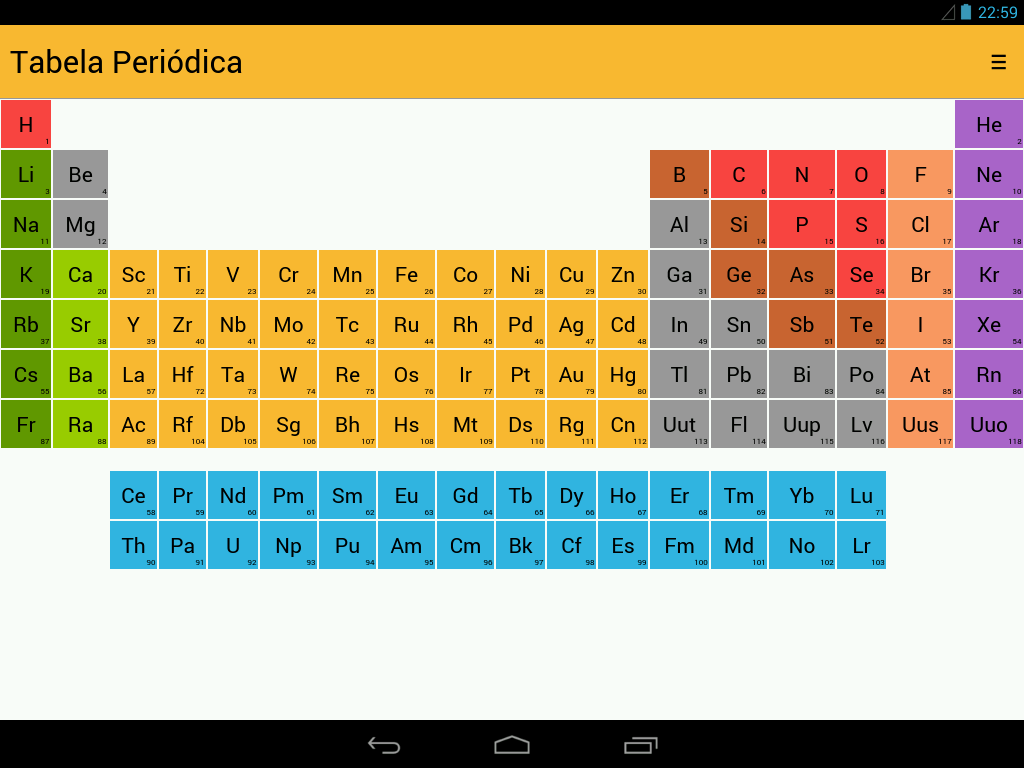 22:59
Tabela Periódica
H 1 He 2
Li 3 Be 4 B 5 C 6 N 7 O 8 F 9 Ne 10
Na 11 Mg 12 Al 13 Si 14 P 15 S 16 Cl 17 Ar 18
K 19 Ca 20 Sc 21 Ti 22 V 23 Cr 24 Mn 25 Fe 26 Co 27 Ni 28 Cu 29 Zn 30 Ga 31 Ge 32 As 33 Se 34 Br 35 Kr 36
Rb 37 Sr 38 Y 39 Zr 40 Nb 41 Mo 42 Tc 43 Ru 44 Rh 45 Pd 46 Ag 47 Cd 48 In 49 Sn 50 Sb 51 Te 52 I 53 Xe 54
Cs 55 Ba 56 La 57 Hf 72 Ta 73 W 74 Re 75 Os 76 Ir 77 Pt 78 Au 79 Hg 80 Tl 81 Pb 82 Bi 83 Po 84 At 85 Rn 86
Fr 87 Ra 88 Ac 89 Rf 104 Db 105 Sg 106 Bh 107 Hs 108 Mt 109 Ds 110 Rg 111 Cn 112 Uut 113 Fl 114 Uup 115 Lv 116 Uus 117 Uuo 118
Ce 58 Pr 59 Nd 60 Pm 61 Sm 62 Eu 63 Gd 64 Tb 65 Dy 66 Ho 67 Er 68 Tm 69 Yb 70 Lu 71
Th 90 Pa 91 U 92 Np 93 Pu 94 Am 95 Cm 96 Bk 97 Cf 98 Es 99 Fm 100 Md 101 No 102 Lr 103